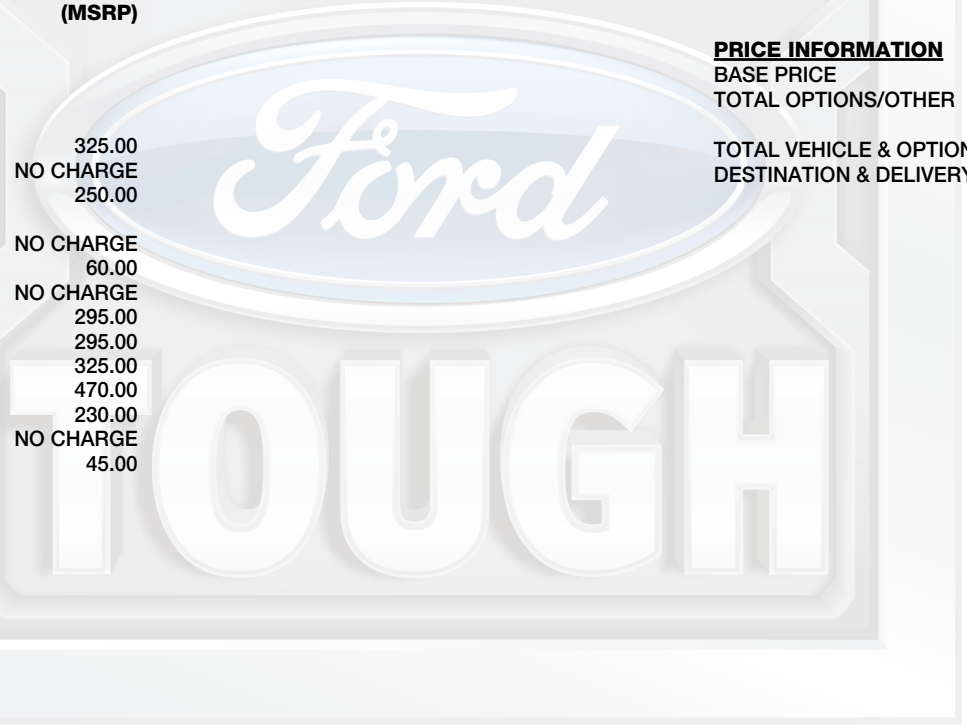 (MSRP)
325.00
NO CHARGE
250.00
NO CHARGE
60.00
NO CHARGE
295.00
295.00
325.00
470.00
230.00
NO CHARGE
45.00
PRICE INFORMATION
BASE PRICE
TOTAL OPTIONS/OTHER
TOTAL VEHICLE & OPTION
DESTINATION & DELIVERY
Ford
TOUGH